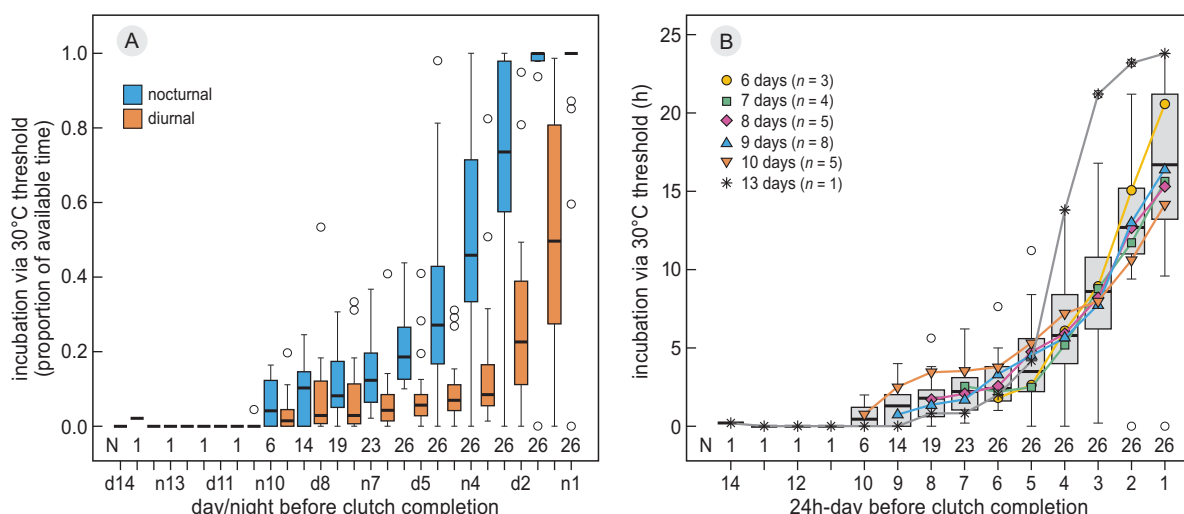 A
nocturnal
diurnal
incubation via 30°C threshold
(proportion of available time)
1.0
0.8
0.6
0.4
0.2
0.0
N 1 1 1 1 6 14 19 23 26 26 26 26 26 26
d14 n13 d11 n10 d8 n7 d5 n4 d2 n1
day/night before clutch completion
B
6 days (n = 3)
7 days (n = 4)
8 days (n = 5)
9 days (n = 8)
10 days (n = 5)
13 days (n = 1)
incubation via 30°C threshold (h)
25
20
15
10
5
0
N 1 1 1 1 6 14 19 23 26 26 26 26 26 26
14 12 10 9 8 7 6 5 4 3 2 1
24h-day before clutch completion